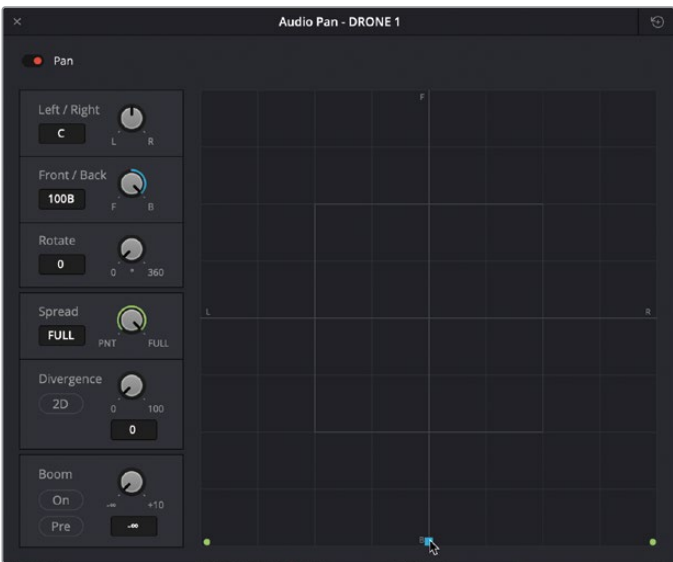 Audio Pan - DRONE 1
Pan
Left / Right
C
L R
Front / Back
100B
F B
Rotate
0
0 ° 360
Spread
FULL
PNT FULL
Divergence
2D
0 100
0
Boom
On
-∞ +10
Pre
-∞
F
L R
B